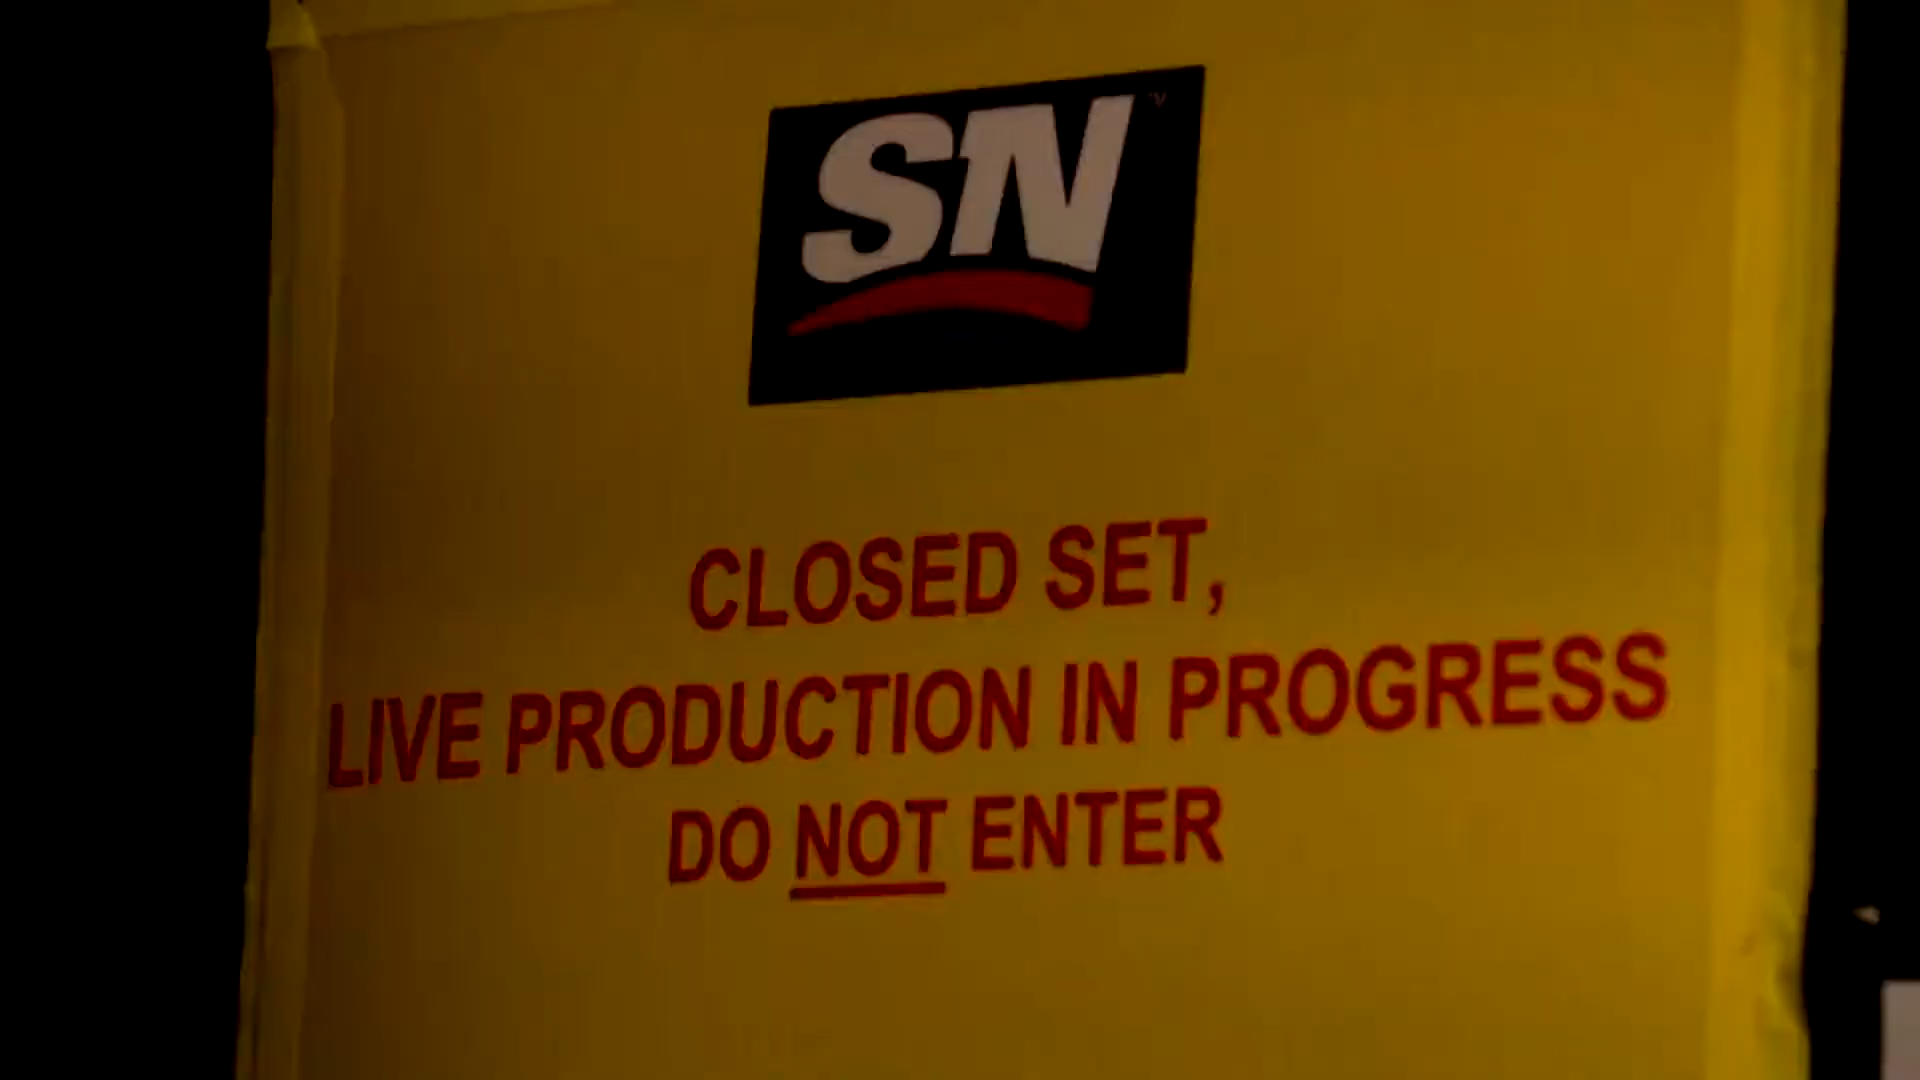 SN
CLOSED SET,
LIVE PRODUCTION IN PROGRESS
DO NOT ENTER